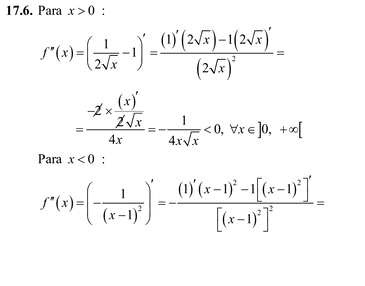 17.6. Para x > 0 :
f''(x) = (1/(2√x) − 1)' = ((1)'(2√x) − 1(2√x)')/(2√x)² =
= (−2 × (x)'/(2√x))/(4x) = −1/(4x√x) < 0, ∀x ∈ ]0, +∞[
Para x < 0 :
f''(x) = (−1/(x−1)²)' = −((1)'(x−1)² − 1[(x−1)²]')/[(x−1)²]² =